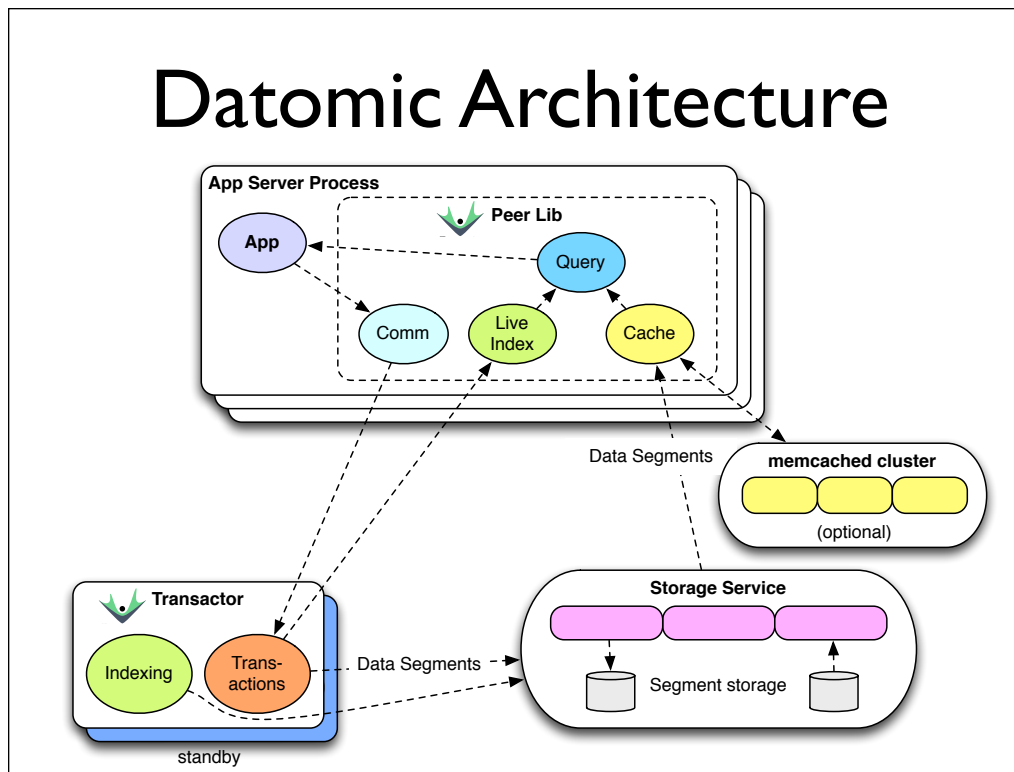 Datomic Architecture
App Server Process
Peer Lib
App
Query
Comm
Live
Index
Cache
Data Segments
memcached cluster
(optional)
Storage Service
Transactor
Indexing
Trans-
actions
Data Segments
Segment storage
standby